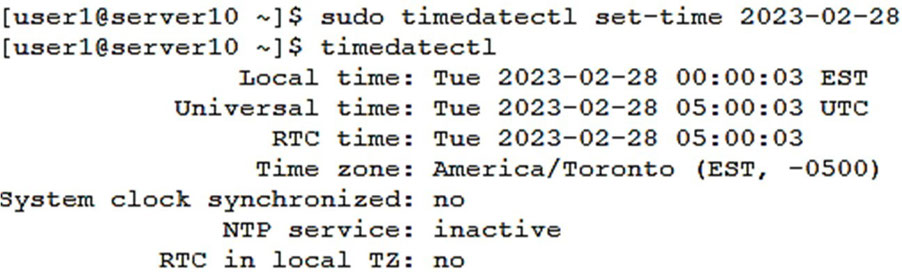 [user1@server10 ~]$ sudo timedatectl set-time 2023-02-28
[user1@server10 ~]$ timedatectl
Local time: Tue 2023-02-28 00:00:03 EST
Universal time: Tue 2023-02-28 05:00:03 UTC
RTC time: Tue 2023-02-28 05:00:03
Time zone: America/Toronto (EST, -0500)
System clock synchronized: no
NTP service: inactive
RTC in local TZ: no